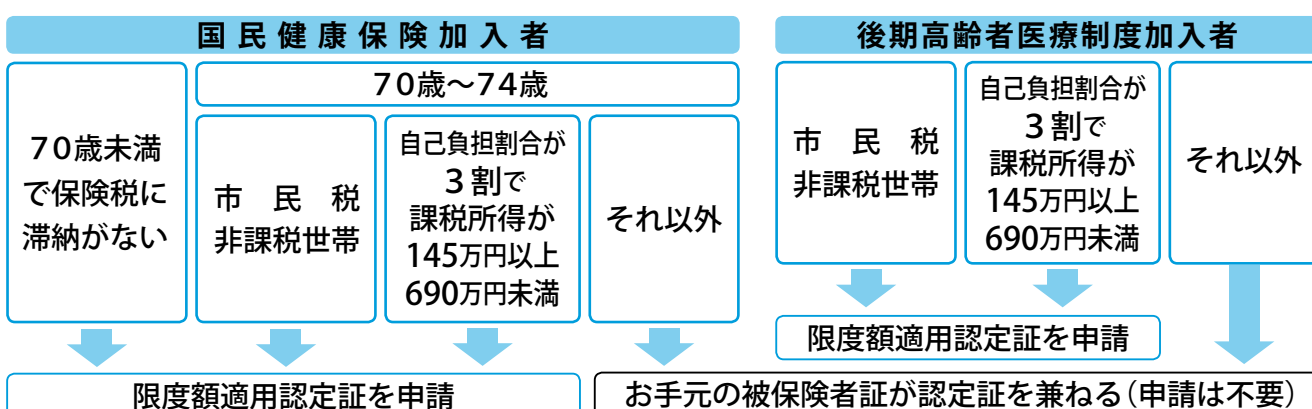 国民健康保険加入者
70歳未満
で保険税に
滞納がない
70歳～74歳
市民税
非課税世帯
自己負担割合が
3割で
課税所得が
145万円以上
690万円未満
それ以外
限度額適用認定証を申請
後期高齢者医療制度加入者
市民税
非課税世帯
自己負担割合が
3割で
課税所得が
145万円以上
690万円未満
それ以外
限度額適用認定証を申請
お手元の被保険者証が認定証を兼ねる(申請は不要)